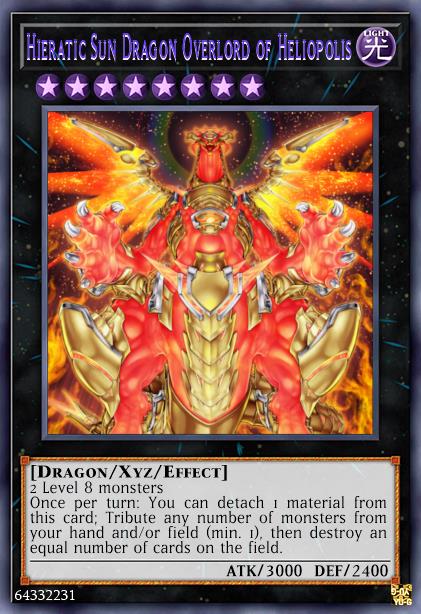 Hieratic Sun Dragon Overlord of Heliopolis
LIGHT
光
[Dragon/Xyz/Effect]
2 Level 8 monsters
Once per turn: You can detach 1 material from
this card; Tribute any number of monsters from
your hand and/or field (min. 1), then destroy an
equal number of cards on the field.
ATK/3000 DEF/2400
64332231